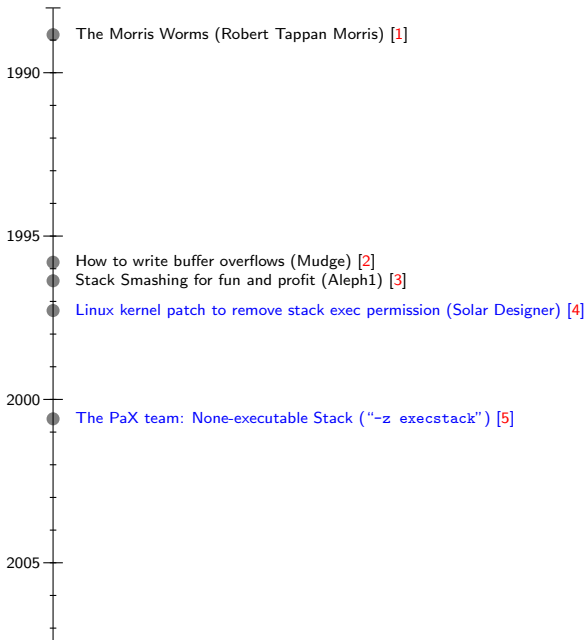 The Morris Worms (Robert Tappan Morris) [1]
1990
1995
How to write buffer overflows (Mudge) [2]
Stack Smashing for fun and profit (Aleph1) [3]
Linux kernel patch to remove stack exec permission (Solar Designer) [4]
2000
The PaX team: None-executable Stack (“-z execstack”) [5]
2005